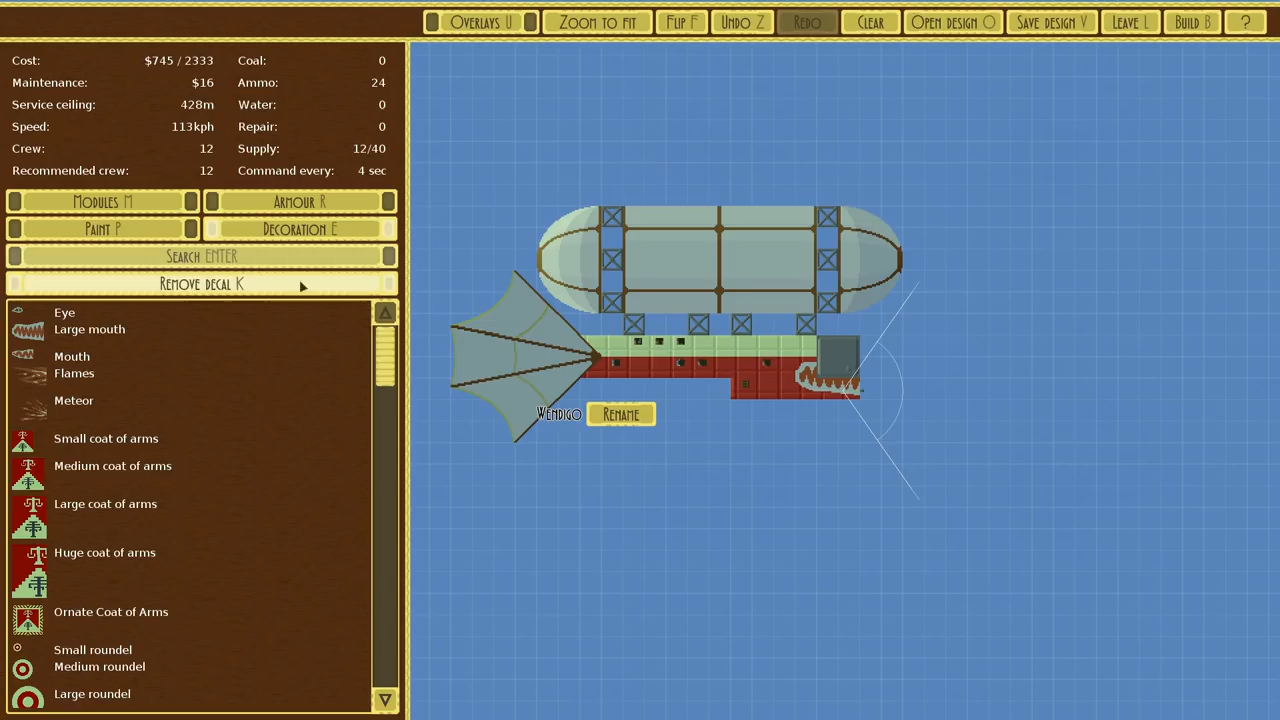 OVERLAYS U
ZOOM TO FIT
FLIP F
UNDO Z
REDO
CLEAR
OPEN DESIGN O
SAVE DESIGN V
LEAVE L
BUILD B
?
Cost: $745 / 2333 Coal: 0
Maintenance: $16 Ammo: 24
Service ceiling: 428m Water: 0
Speed: 113kph Repair: 0
Crew: 12 Supply: 12/40
Recommended crew: 12 Command every: 4 sec
MODULES M
ARMOUR R
PAINT P
DECORATION E
SEARCH ENTER
REMOVE DECAL K
Eye
Large mouth
Mouth
Flames
Meteor
Small coat of arms
Medium coat of arms
Large coat of arms
Huge coat of arms
Ornate Coat of Arms
Small roundel
Medium roundel
Large roundel
WENDIGO
RENAME